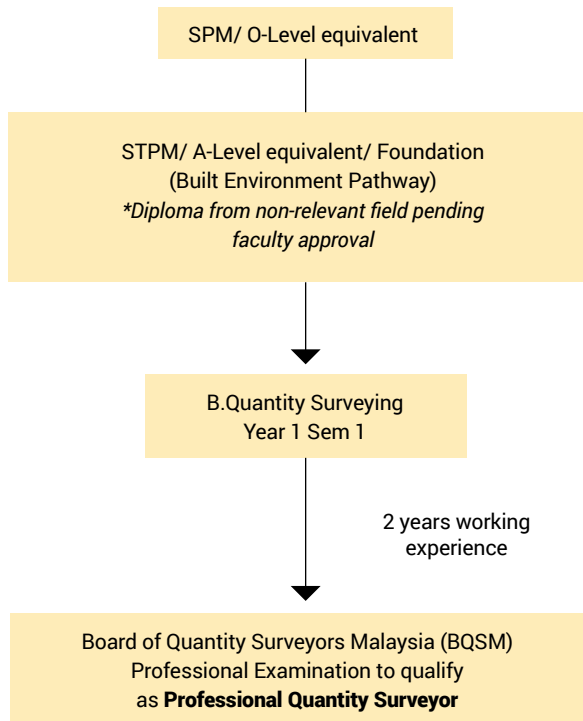 SPM/ O-Level equivalent
STPM/ A-Level equivalent/ Foundation
(Built Environment Pathway)
*Diploma from non-relevant field pending
faculty approval
B.Quantity Surveying
Year 1 Sem 1
2 years working
experience
Board of Quantity Surveyors Malaysia (BQSM)
Professional Examination to qualify
as Professional Quantity Surveyor